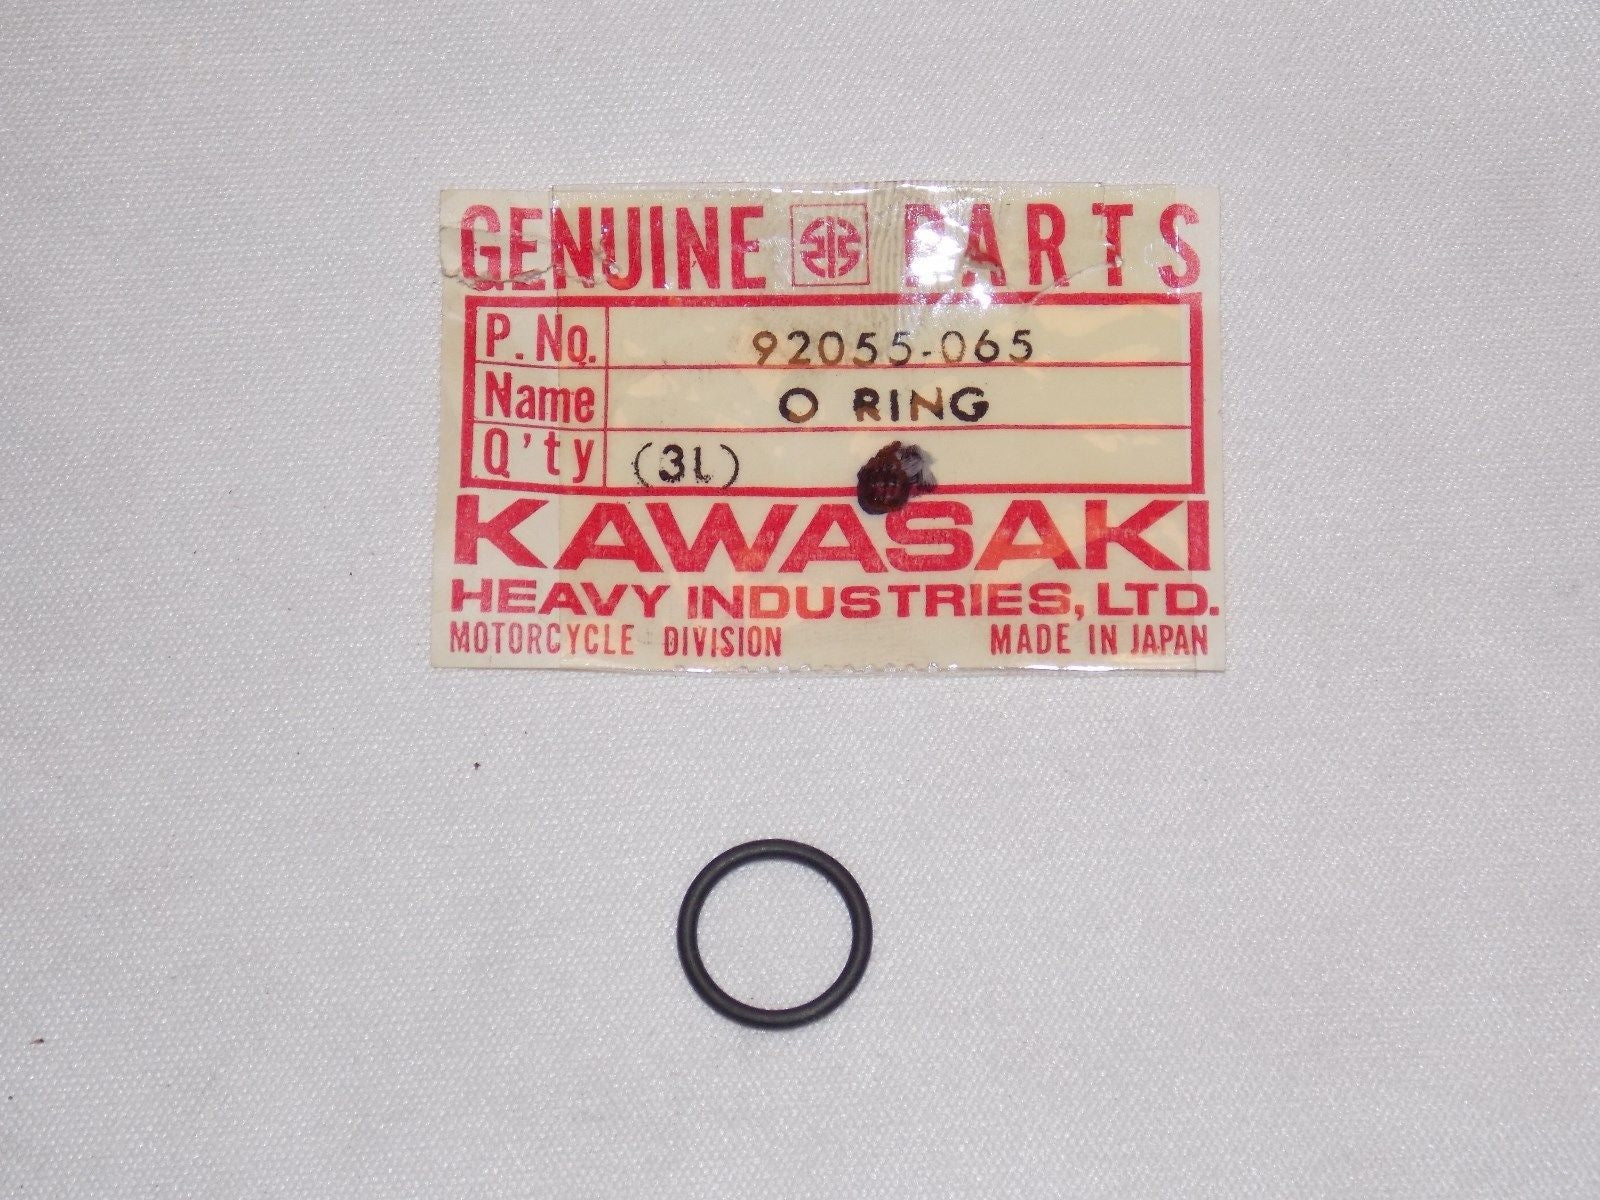 GENUINE PARTS
P. No. 92055-065
Name O RING
Q'ty (3L)
KAWASAKI
HEAVY INDUSTRIES, LTD.
MOTORCYCLE DIVISION MADE IN JAPAN